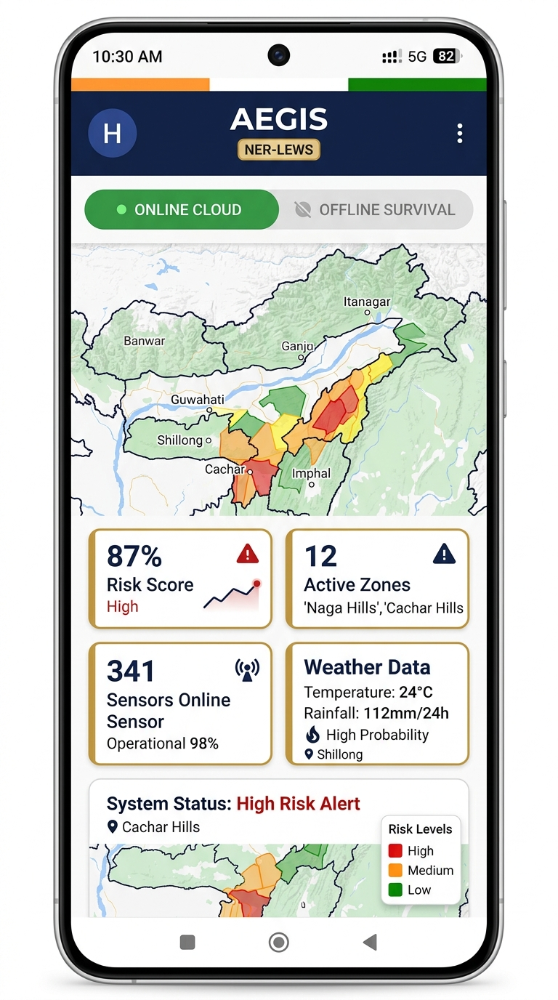 10:30 AM
5G 82
H
AEGIS
NER-LEWS
ONLINE CLOUD
OFFLINE SURVIVAL
Itanagar
Banwar
Ganju
Guwahati
Shillong
Cachar
Imphal
87%
Risk Score
High
12
Active Zones
'Naga Hills','Cachar Hills
341
Sensors Online
Sensor
Operational 98%
Weather Data
Temperature: 24°C
Rainfall: 112mm/24h
High Probability
Shillong
System Status: High Risk Alert
Cachar Hills
Risk Levels
High
Medium
Low